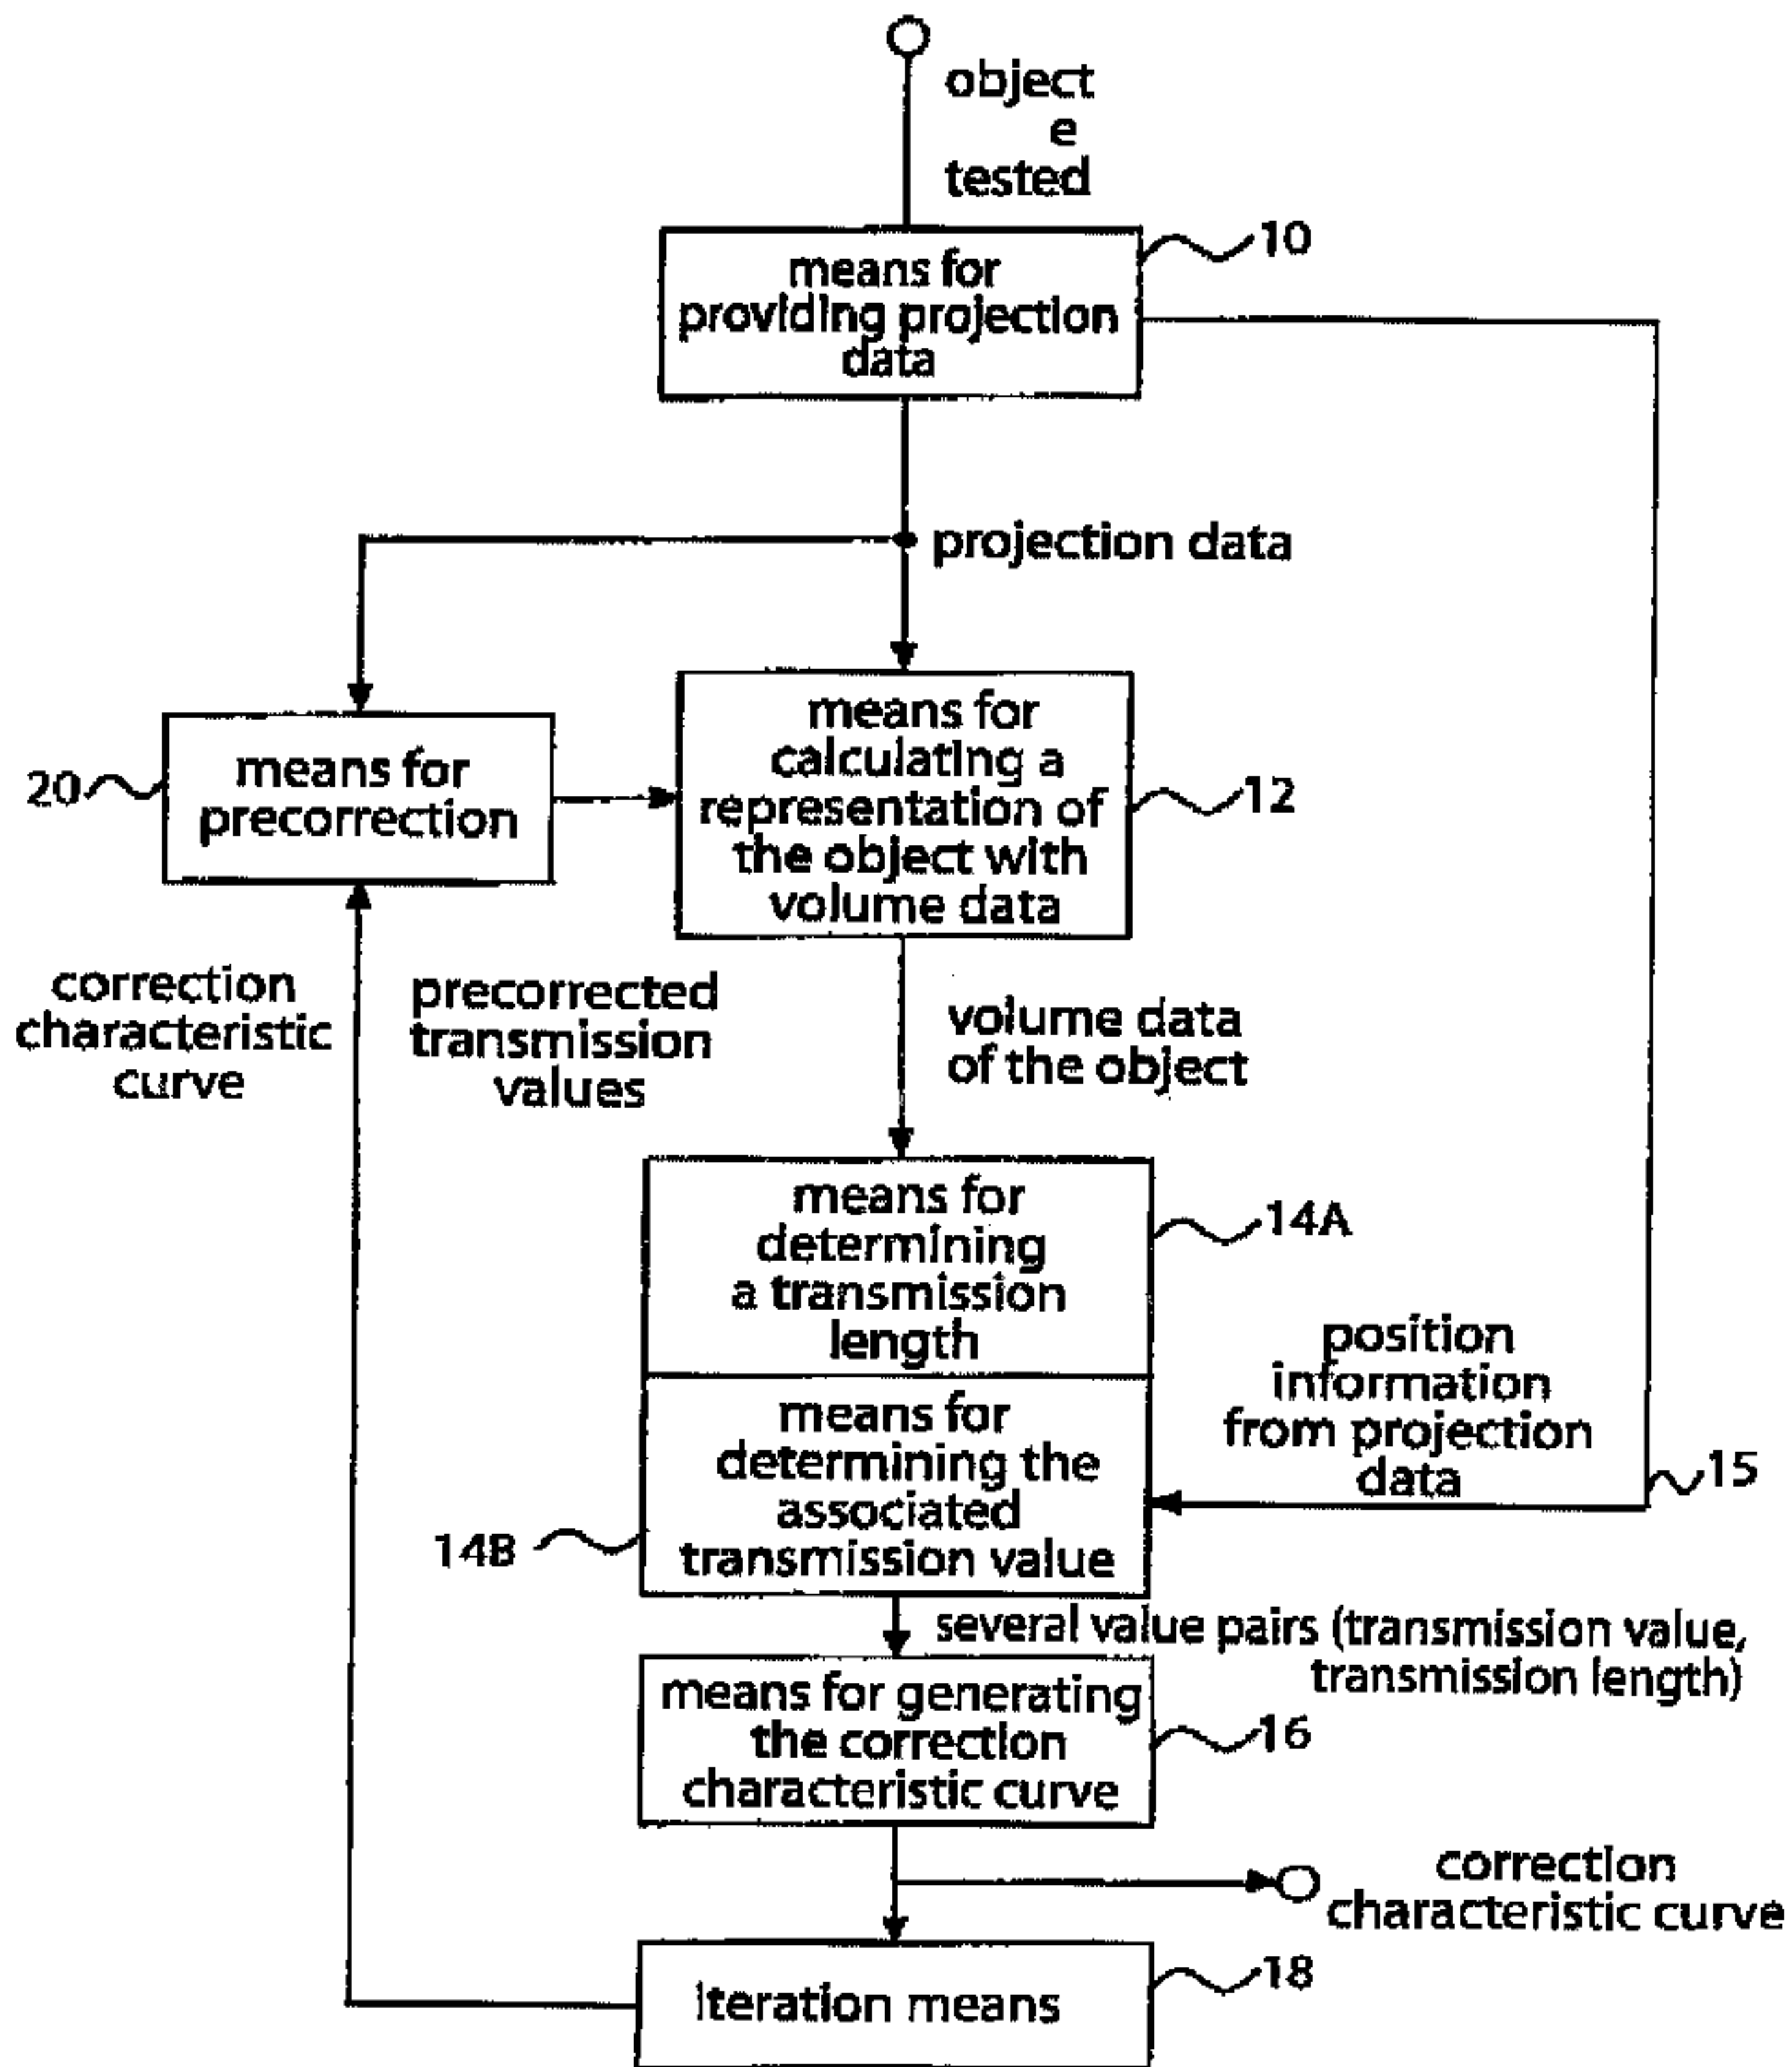 object
e
tested
10
means for
providing projection
data
projection data
20
means for
precorrection
means for
calculating a
representation of
the object with
volume data
12
correction
characteristic
curve
precorrected
transmission
values
volume data
of the object
means for
determining
a transmission
length
14A
position
information
from projection
data
15
means for
determining the
associated
transmission value
14B
several value pairs (transmission value,
transmission length)
means for generating
the correction
characteristic curve
16
correction
characteristic curve
iteration means
18